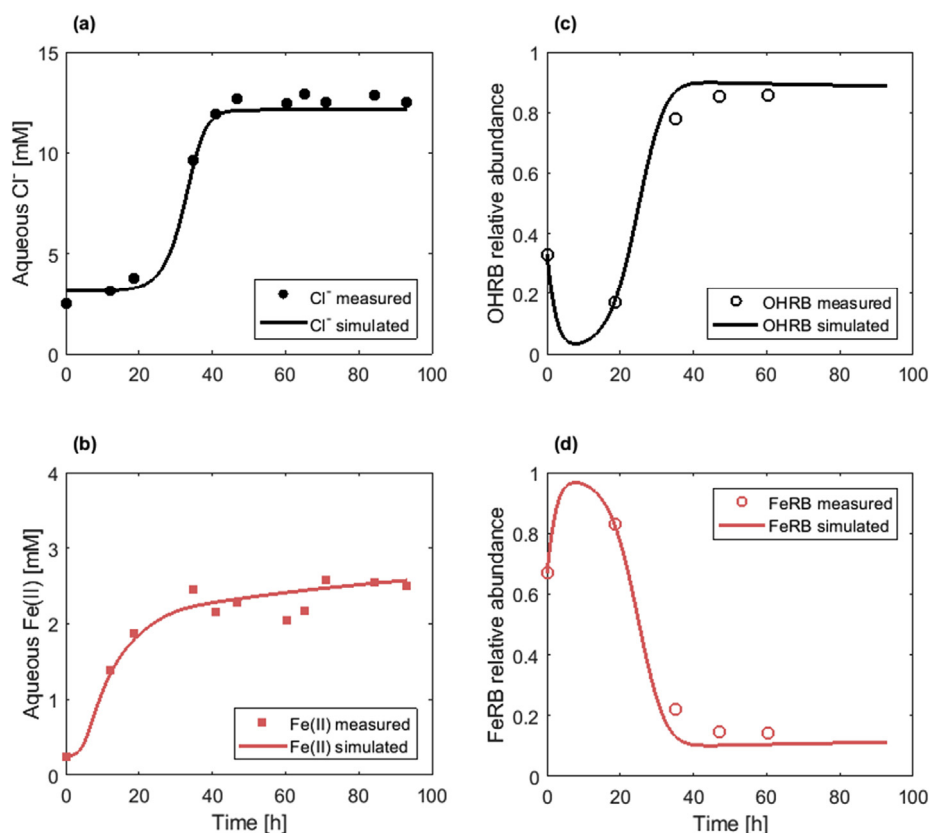 (a)
15
10
5
0
Aqueous Cl⁻ [mM]
Cl⁻ measured
Cl⁻ simulated
0 20 40 60 80 100
(c)
1
0.8
0.6
0.4
0.2
0
OHRB relative abundance
OHRB measured
OHRB simulated
0 20 40 60 80 100
(b)
4
3
2
1
0
Aqueous Fe(II) [mM]
Fe(II) measured
Fe(II) simulated
0 20 40 60 80 100
Time [h]
(d)
1
0.8
0.6
0.4
0.2
0
FeRB relative abundance
FeRB measured
FeRB simulated
0 20 40 60 80 100
Time [h]